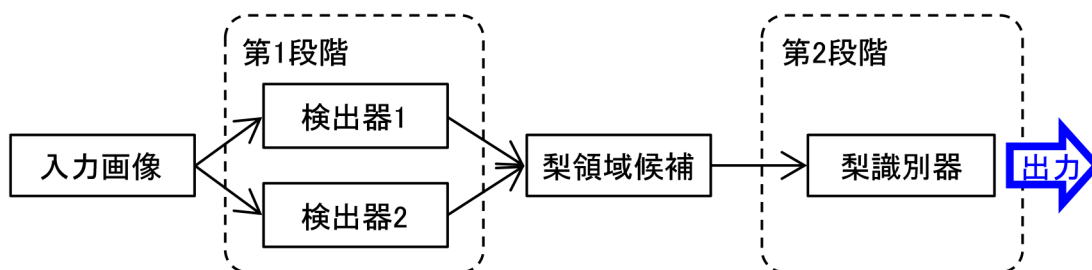 第1段階
第2段階
検出器1
入力画像
梨領域候補
梨識別器
出力
検出器2